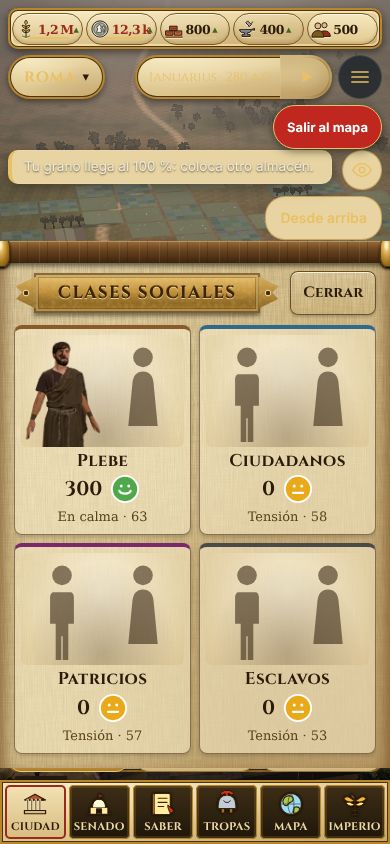 1,2 M
12,3 k
800
400
500
ROMA
IANUARIUS · 280 A.C.
Salir al mapa
Tu grano llega al 100 %: coloca otro almacén.
Desde arriba
CLASES SOCIALES
CERRAR
PLEBE
300
En calma · 63
CIUDADANOS
0
Tensión · 58
PATRICIOS
0
Tensión · 57
ESCLAVOS
0
Tensión · 53
CIUDAD
SENADO
SABER
TROPAS
MAPA
IMPERIO